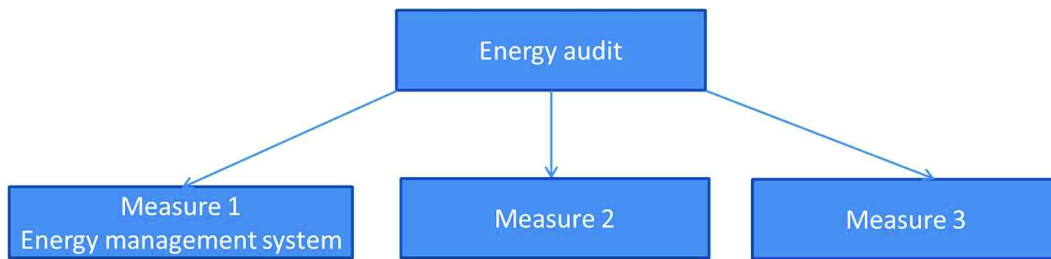 Energy audit
Measure 1
Energy management system
Measure 2
Measure 3